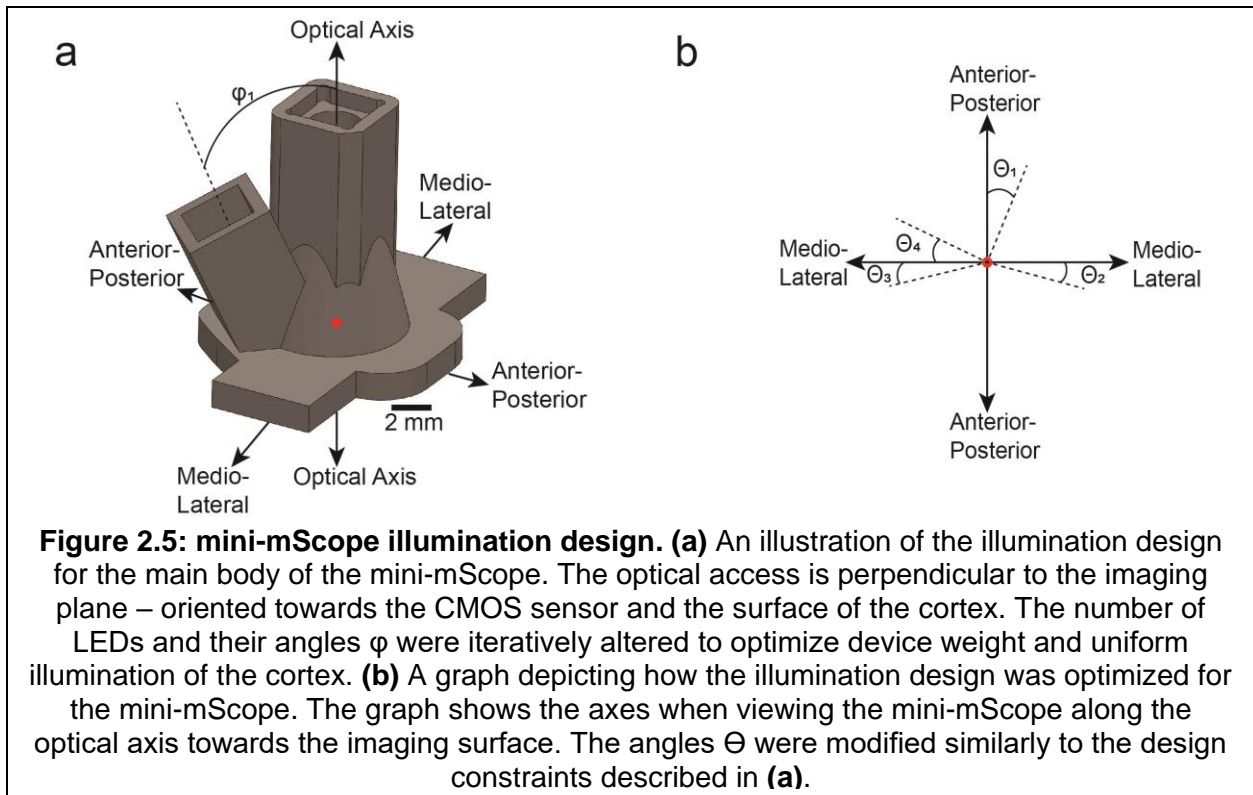 a
Optical Axis
φ1
Medio-
Lateral
Anterior-
Posterior
Anterior-
Posterior
2 mm
Medio-
Lateral
Optical Axis
b
Anterior-
Posterior
Θ1
Medio-
Lateral
Θ4
Θ3
Medio-
Lateral
Θ2
Anterior-
Posterior
Figure 2.5: mini-mScope illumination design. (a) An illustration of the illumination design
for the main body of the mini-mScope. The optical access is perpendicular to the imaging
plane – oriented towards the CMOS sensor and the surface of the cortex. The number of
LEDs and their angles φ were iteratively altered to optimize device weight and uniform
illumination of the cortex. (b) A graph depicting how the illumination design was optimized for
the mini-mScope. The graph shows the axes when viewing the mini-mScope along the
optical axis towards the imaging surface. The angles Θ were modified similarly to the design
constraints described in (a).